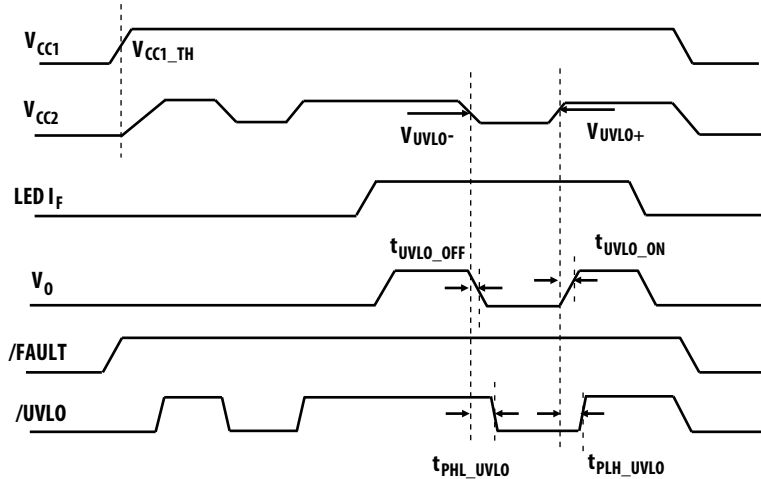 VCC1
VCC1_TH
VCC2
VUVLO-
VUVLO+
LED IF
tUVLO_OFF
tUVLO_ON
VO
/FAULT
/UVLO
tPHL_UVLO
tPLH_UVLO